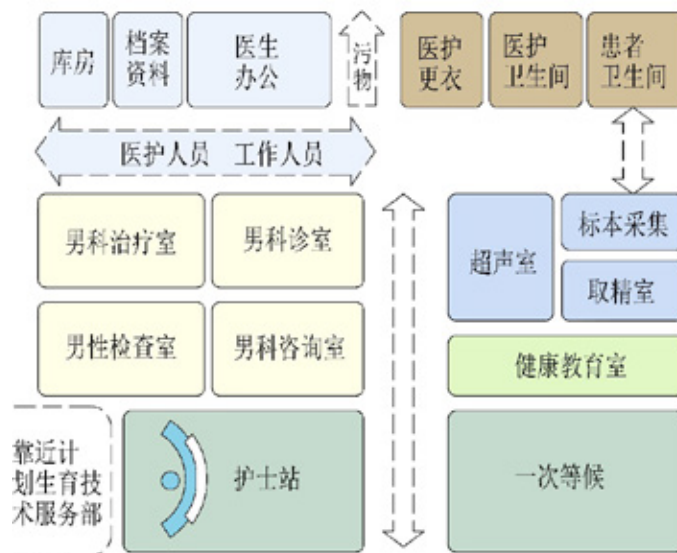 库房
档案
资料
医生
办公
污物
医护
更衣
医护
卫生间
患者
卫生间
医护人员 工作人员
男科治疗室
男科诊室
超声室
标本采集
取精室
男性检查室
男科咨询室
健康教育室
靠近计
划生育技
术服务部
护士站
一次等候